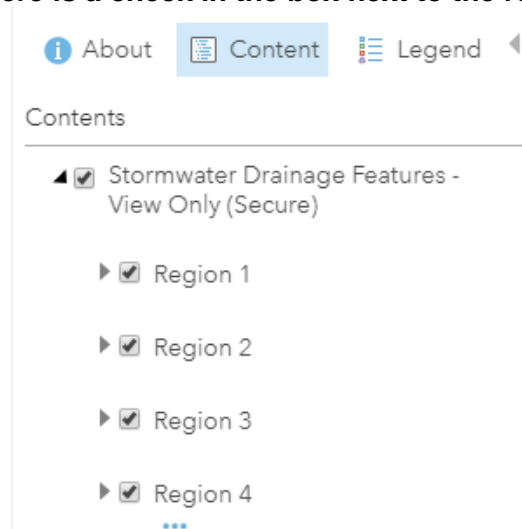 About Content Legend
Contents
Stormwater Drainage Features -
View Only (Secure)
Region 1
Region 2
Region 3
Region 4